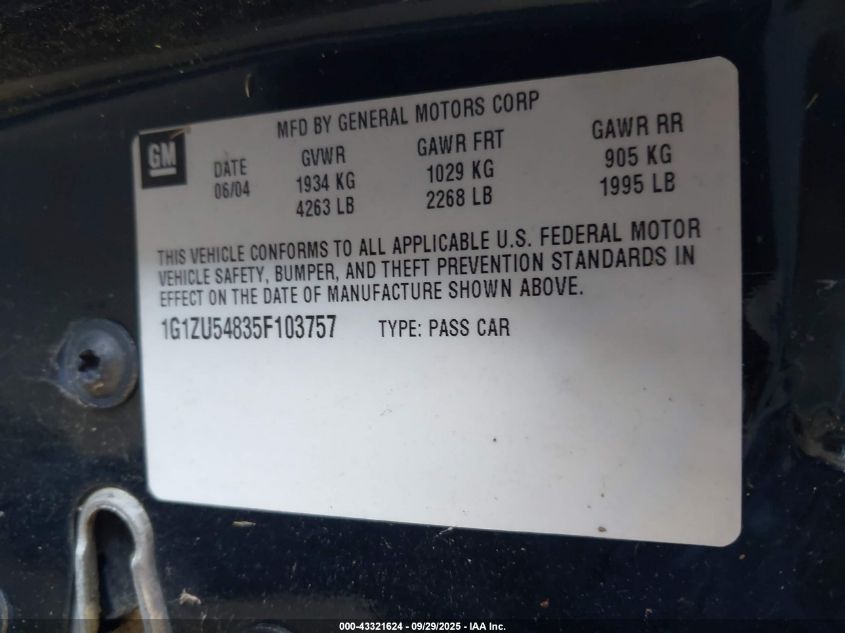 MFD BY GENERAL MOTORS CORP
GM
DATE GVWR GAWR FRT GAWR RR
06/04 1934 KG 1029 KG 905 KG
4263 LB 2268 LB 1995 LB
THIS VEHICLE CONFORMS TO ALL APPLICABLE U.S. FEDERAL MOTOR
VEHICLE SAFETY, BUMPER, AND THEFT PREVENTION STANDARDS IN
EFFECT ON THE DATE OF MANUFACTURE SHOWN ABOVE.
1G1ZU54835F103757 TYPE: PASS CAR
000-43321624 / 09/29/2025 - IAA Inc.